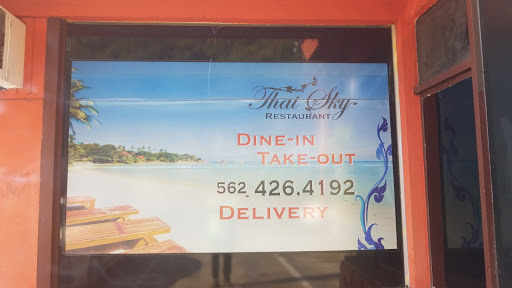 Thai Sky
RESTAURANT
DINE-IN
TAKE-OUT
562.426.4192
DELIVERY